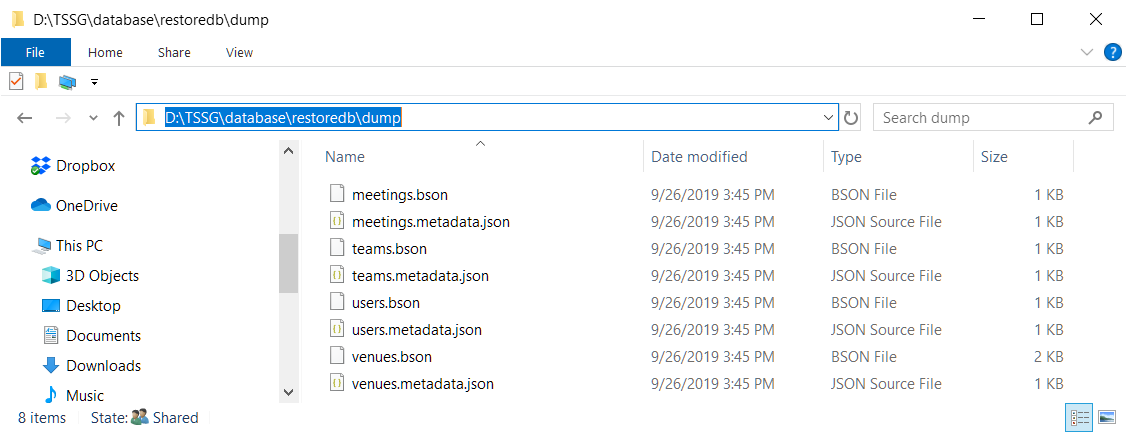 D:\TSSG\database\restoredb\dump
File Home Share View
D:\TSSG\database\restoredb\dump Search dump
Name Date modified Type Size
Dropbox
OneDrive
This PC
3D Objects
Desktop
Documents
Downloads
Music
meetings.bson 9/26/2019 3:45 PM BSON File 1 KB
meetings.metadata.json 9/26/2019 3:45 PM JSON Source File 1 KB
teams.bson 9/26/2019 3:45 PM BSON File 1 KB
teams.metadata.json 9/26/2019 3:45 PM JSON Source File 1 KB
users.bson 9/26/2019 3:45 PM BSON File 1 KB
users.metadata.json 9/26/2019 3:45 PM JSON Source File 1 KB
venues.bson 9/26/2019 3:45 PM BSON File 2 KB
venues.metadata.json 9/26/2019 3:45 PM JSON Source File 1 KB
8 items State: Shared